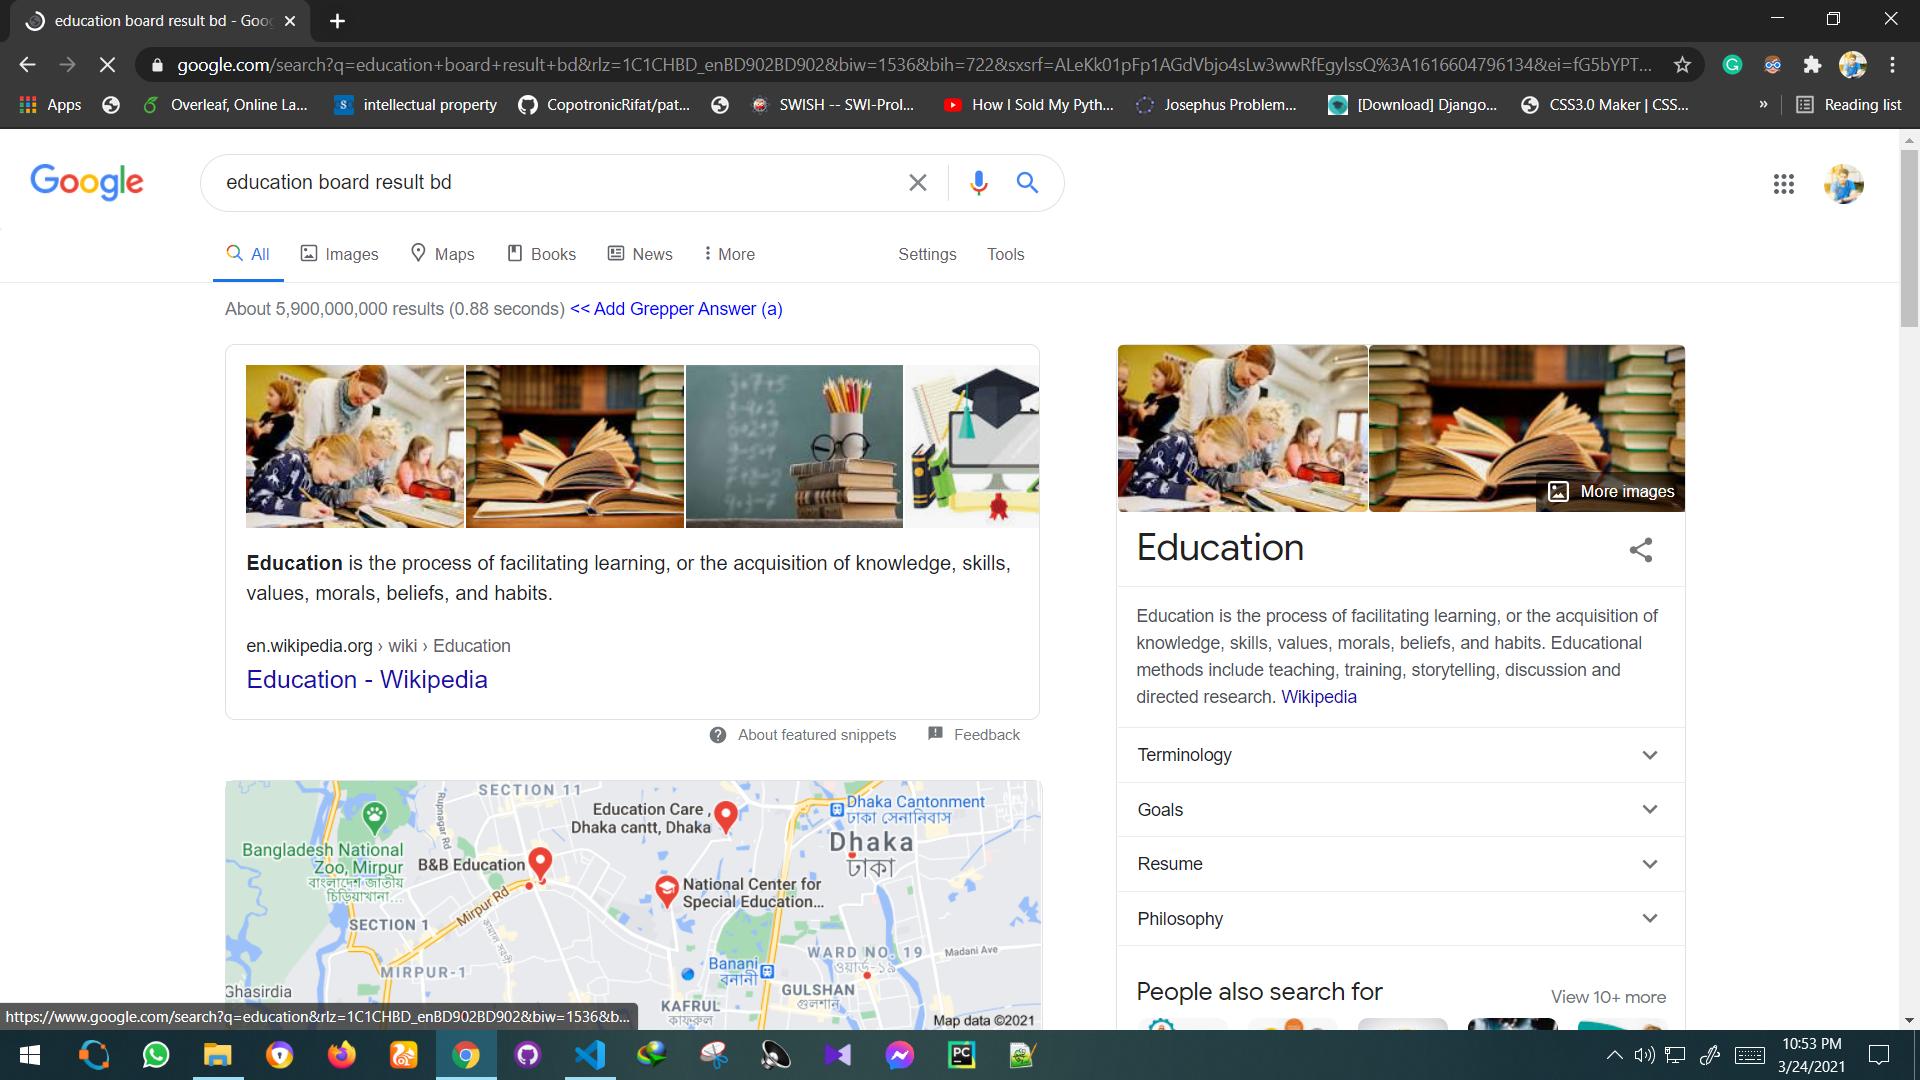 education board result bd - Goo
google.com/search?q=education+board+result+bd&rlz=1C1CHBD_enBD902BD902&biw=1536&bih=722&sxsrf=ALeKk01pFp1AGdVbjo4sLw3wwRfEgylssQ%3A1616604796134&ei=fG5bYPT...
Apps
Overleaf, Online La...
intellectual property
CopotronicRifat/pat...
SWISH -- SWI-Prol...
How I Sold My Pyth...
Josephus Problem...
[Download] Django...
CSS3.0 Maker | CSS...
»
Reading list
Google
education board result bd
All
Images
Maps
Books
News
More
Settings
Tools
About 5,900,000,000 results (0.88 seconds) << Add Grepper Answer (a)
Education is the process of facilitating learning, or the acquisition of knowledge, skills,
values, morals, beliefs, and habits.
en.wikipedia.org › wiki › Education
Education - Wikipedia
About featured snippets
Feedback
SECTION 11
Rupnagar Rd
Education Care ,
Dhaka cantt, Dhaka
Dhaka Cantonment
ঢাকা সেনানিবাস
Dhaka
ঢাকা
Bangladesh National
Zoo, Mirpur
বাংলাদেশ জাতীয়
চিড়িয়াখানা...
B&B Education
National Center for
Special Education...
Mirpur Rd
SECTION 1
WARD NO. 19
ওয়ার্ড-১৯
Madani Ave
MIRPUR-1
Banani
বনানী
GULSHAN
গুলশান
Ghasirdia
KAFRUL
কাফরুল
Map data ©2021
More images
Education
Education is the process of facilitating learning, or the acquisition of
knowledge, skills, values, morals, beliefs, and habits. Educational
methods include teaching, training, storytelling, discussion and
directed research. Wikipedia
Terminology
Goals
Resume
Philosophy
People also search for
View 10+ more
https://www.google.com/search?q=education&rlz=1C1CHBD_enBD902BD902&biw=1536&b...
PC
10:53 PM
3/24/2021